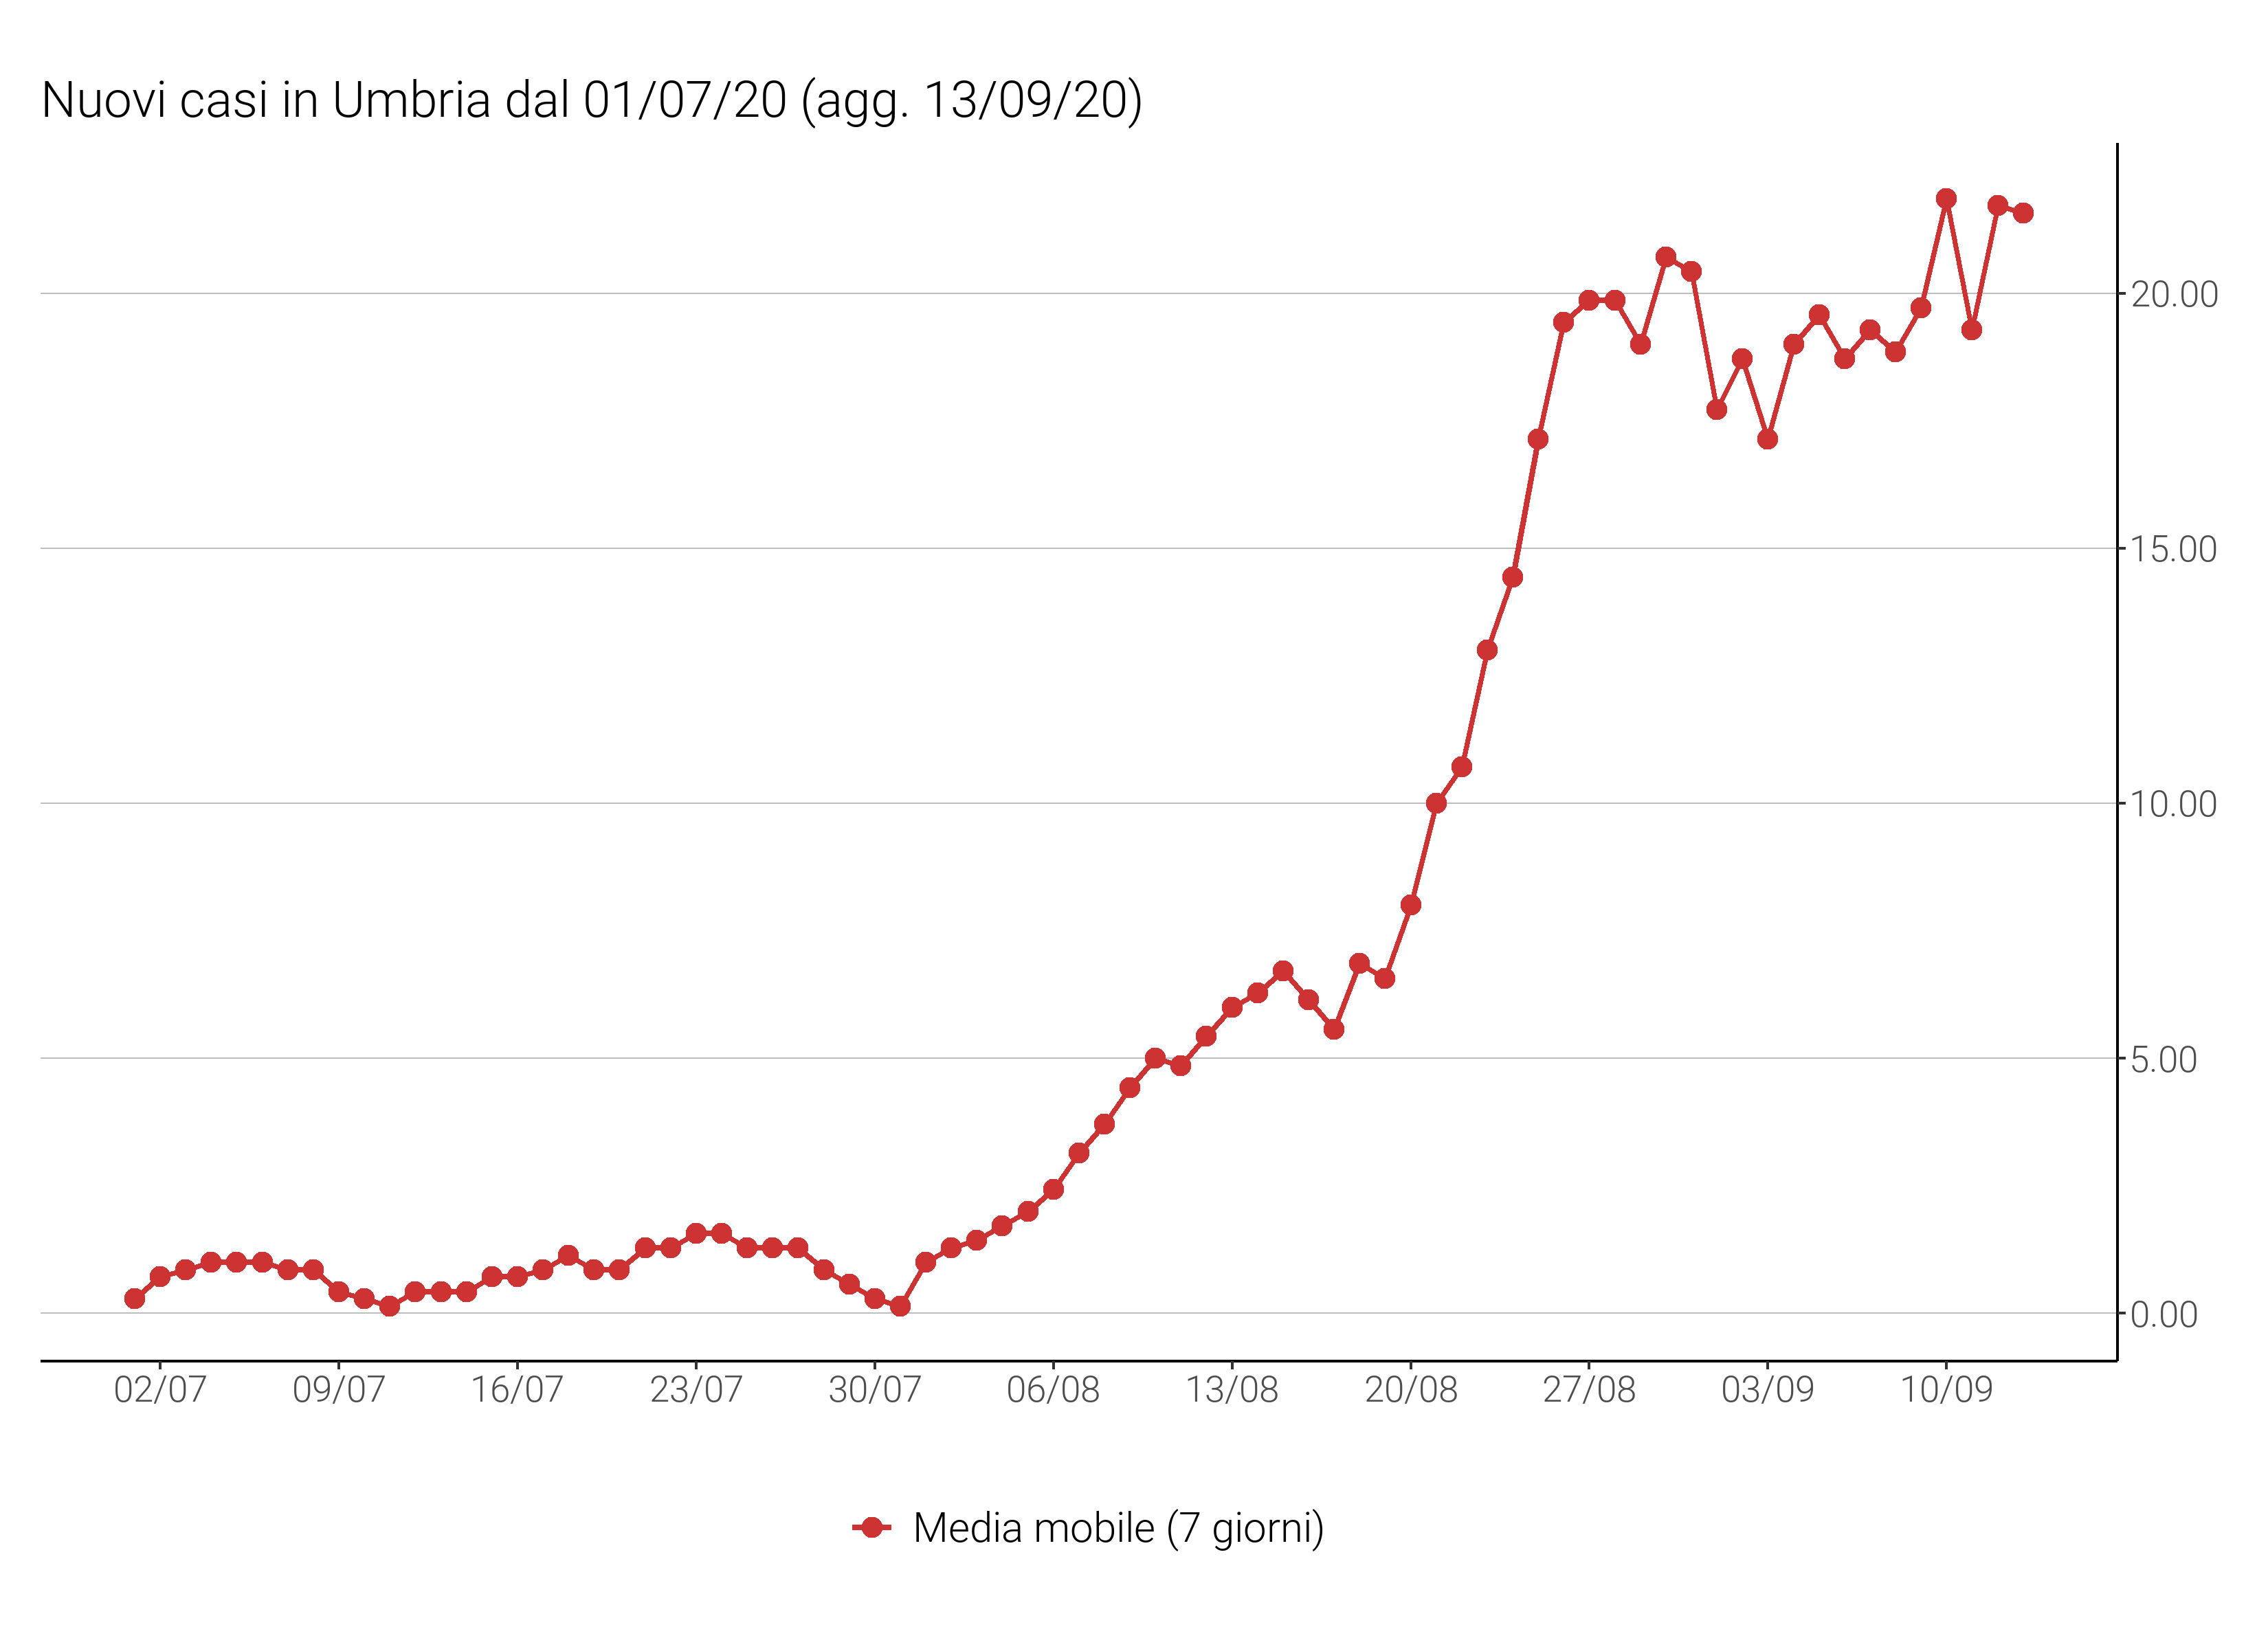 Nuovi casi in Umbria dal 01/07/20 (agg. 13/09/20)
20.00
15.00
10.00
5.00
0.00
02/07 09/07 16/07 23/07 30/07 06/08 13/08 20/08 27/08 03/09 10/09
Media mobile (7 giorni)